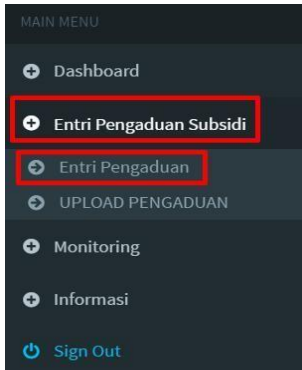 MAIN MENU
Dashboard
Entri Pengaduan Subsidi
Entri Pengaduan
UPLOAD PENGADUAN
Monitoring
Informasi
Sign Out